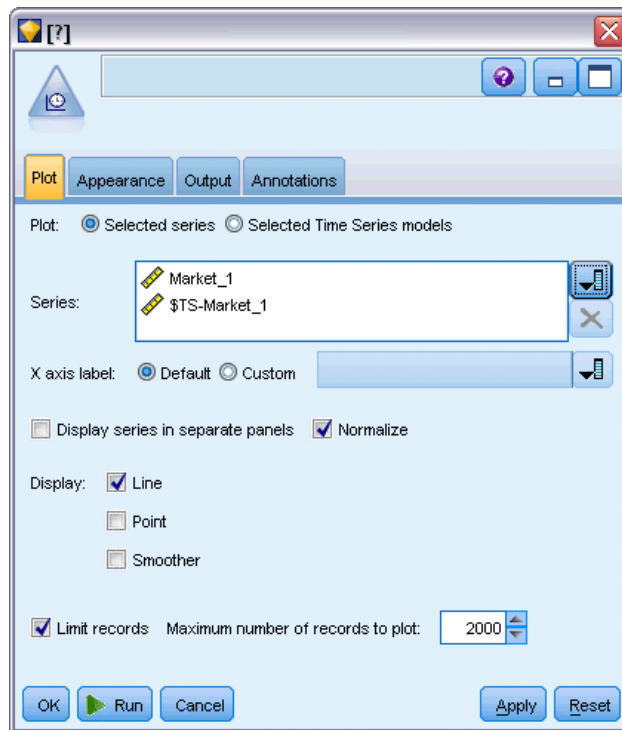 [?]
Plot Appearance Output Annotations
Plot: Selected series Selected Time Series models
Series:
Market_1
$TS-Market_1
X axis label: Default Custom
Display series in separate panels Normalize
Display: Line
Point
Smoother
Limit records Maximum number of records to plot: 2000
OK Run Cancel Apply Reset